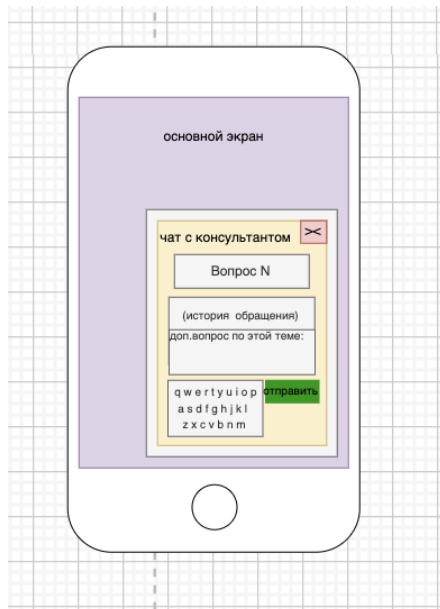 основной экран
чат с консультантом
><
Вопрос N
(история обращения)
доп.вопрос по этой теме:
q w e r t y u i o p
отправить
a s d f g h j k l
z x c v b n m